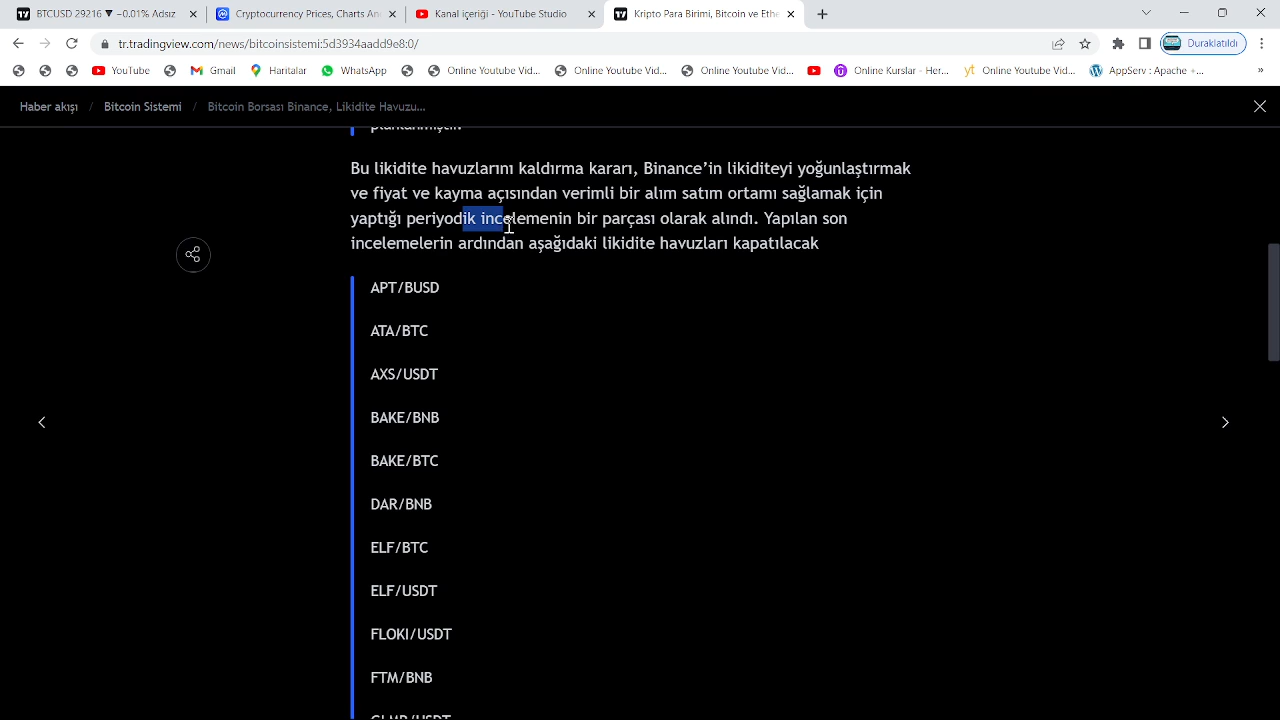 BTCUSD 29216 ▼ −0.01% Adsız
Cryptocurrency Prices, Charts An
Kanal içeriği - YouTube Studio
Kripto Para Birimi, Bitcoin ve Ethe
tr.tradingview.com/news/bitcoinsistemi:5d3934aadd9e8:0/
Duraklatıldı
YouTube
Gmail
Haritalar
WhatsApp
Online Youtube Vid...
Online Youtube Vid...
Online Youtube Vid...
Online Kurslar - Her...
yt Online Youtube Vid...
AppServ : Apache +...
»
Haber akışı / Bitcoin Sistemi / Bitcoin Borsası Binance, Likidite Havuzu...
Bu likidite havuzlarını kaldırma kararı, Binance’in likiditeyi yoğunlaştırmak
ve fiyat ve kayma açısından verimli bir alım satım ortamı sağlamak için
yaptığı periyodik incelemenin bir parçası olarak alındı. Yapılan son
incelemelerin ardından aşağıdaki likidite havuzları kapatılacak
APT/BUSD
ATA/BTC
AXS/USDT
BAKE/BNB
BAKE/BTC
DAR/BNB
ELF/BTC
ELF/USDT
FLOKI/USDT
FTM/BNB